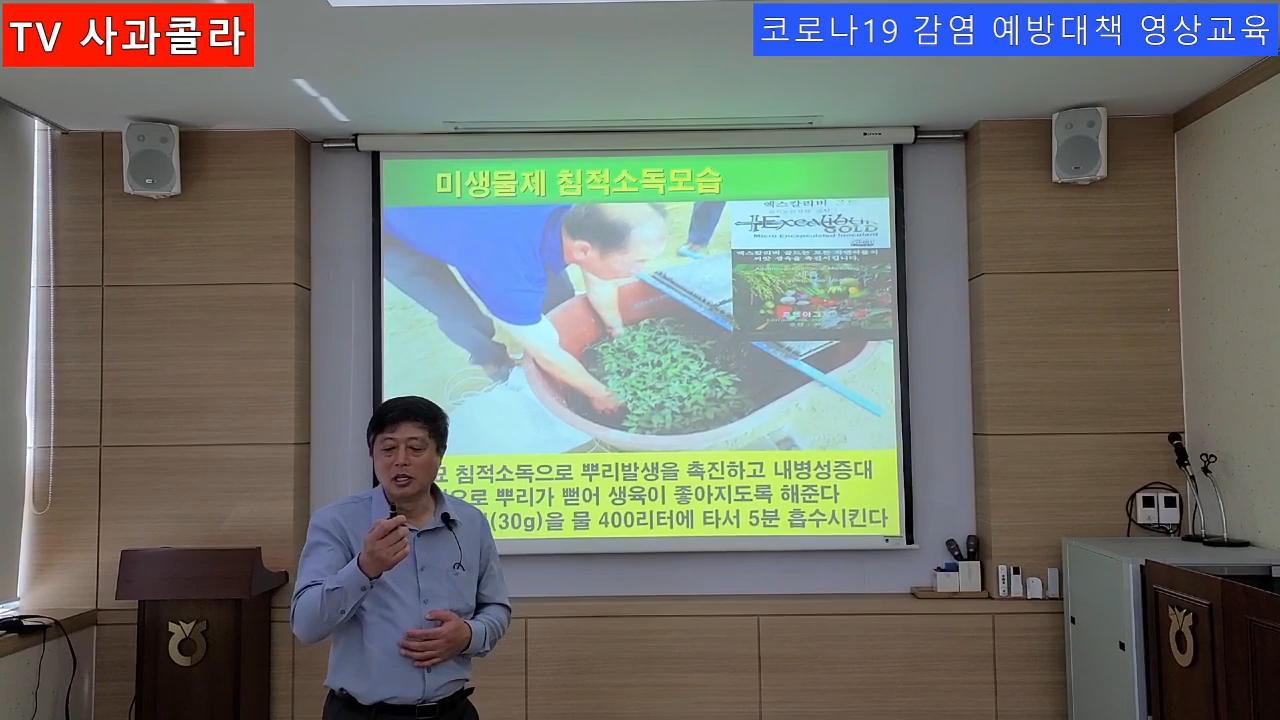 TV 사과콜라
코로나19 감염 예방대책 영상교육
미생물제 침적소독모습
엑스칼리버 골드
Excalibur
GOLD
Micro Encapsulated Inoculant
묘 침적소독으로 뿌리발생을 촉진하고 내병성증대
으로 뿌리가 뻗어 생육이 좋아지도록 해준다
(30g)을 물 400리터에 타서 5분 흡수시킨다